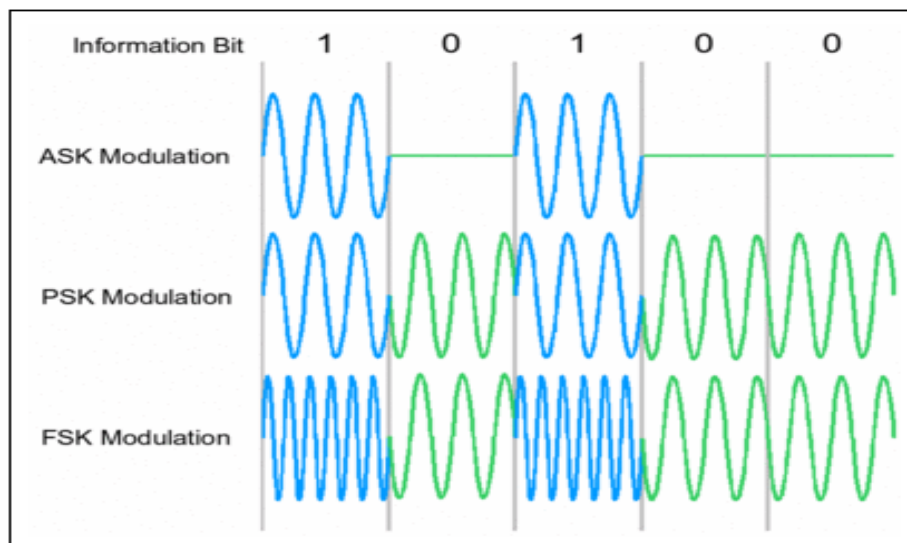 Information Bit 1 0 1 0 0
ASK Modulation
PSK Modulation
FSK Modulation